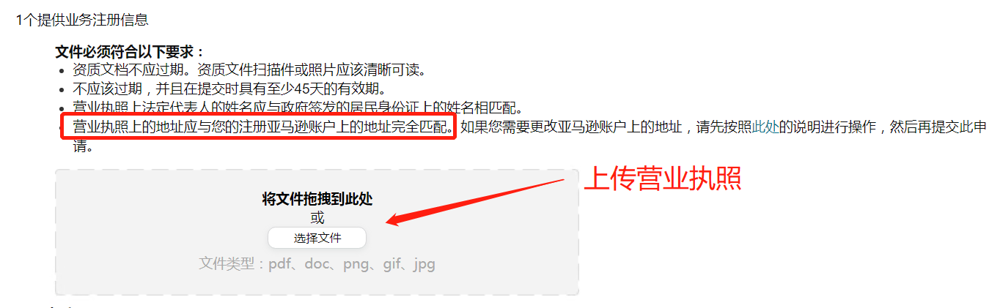 1个提供业务注册信息
文件必须符合以下要求：
• 资质文档不应过期。资质文件扫描件或照片应该清晰可读。
• 不应该过期，并且在提交时具有至少45天的有效期。
• 营业执照上法定代表人的姓名应与政府签发的居民身份证上的姓名相匹配。
营业执照上的地址应与您的注册亚马逊账户上的地址完全匹配。如果您需要更改亚马逊账户上的地址，请先按照此处的说明进行操作，然后再提交此申
请。
上传营业执照
将文件拖拽到此处
或
选择文件
文件类型：pdf、doc、png、gif、jpg